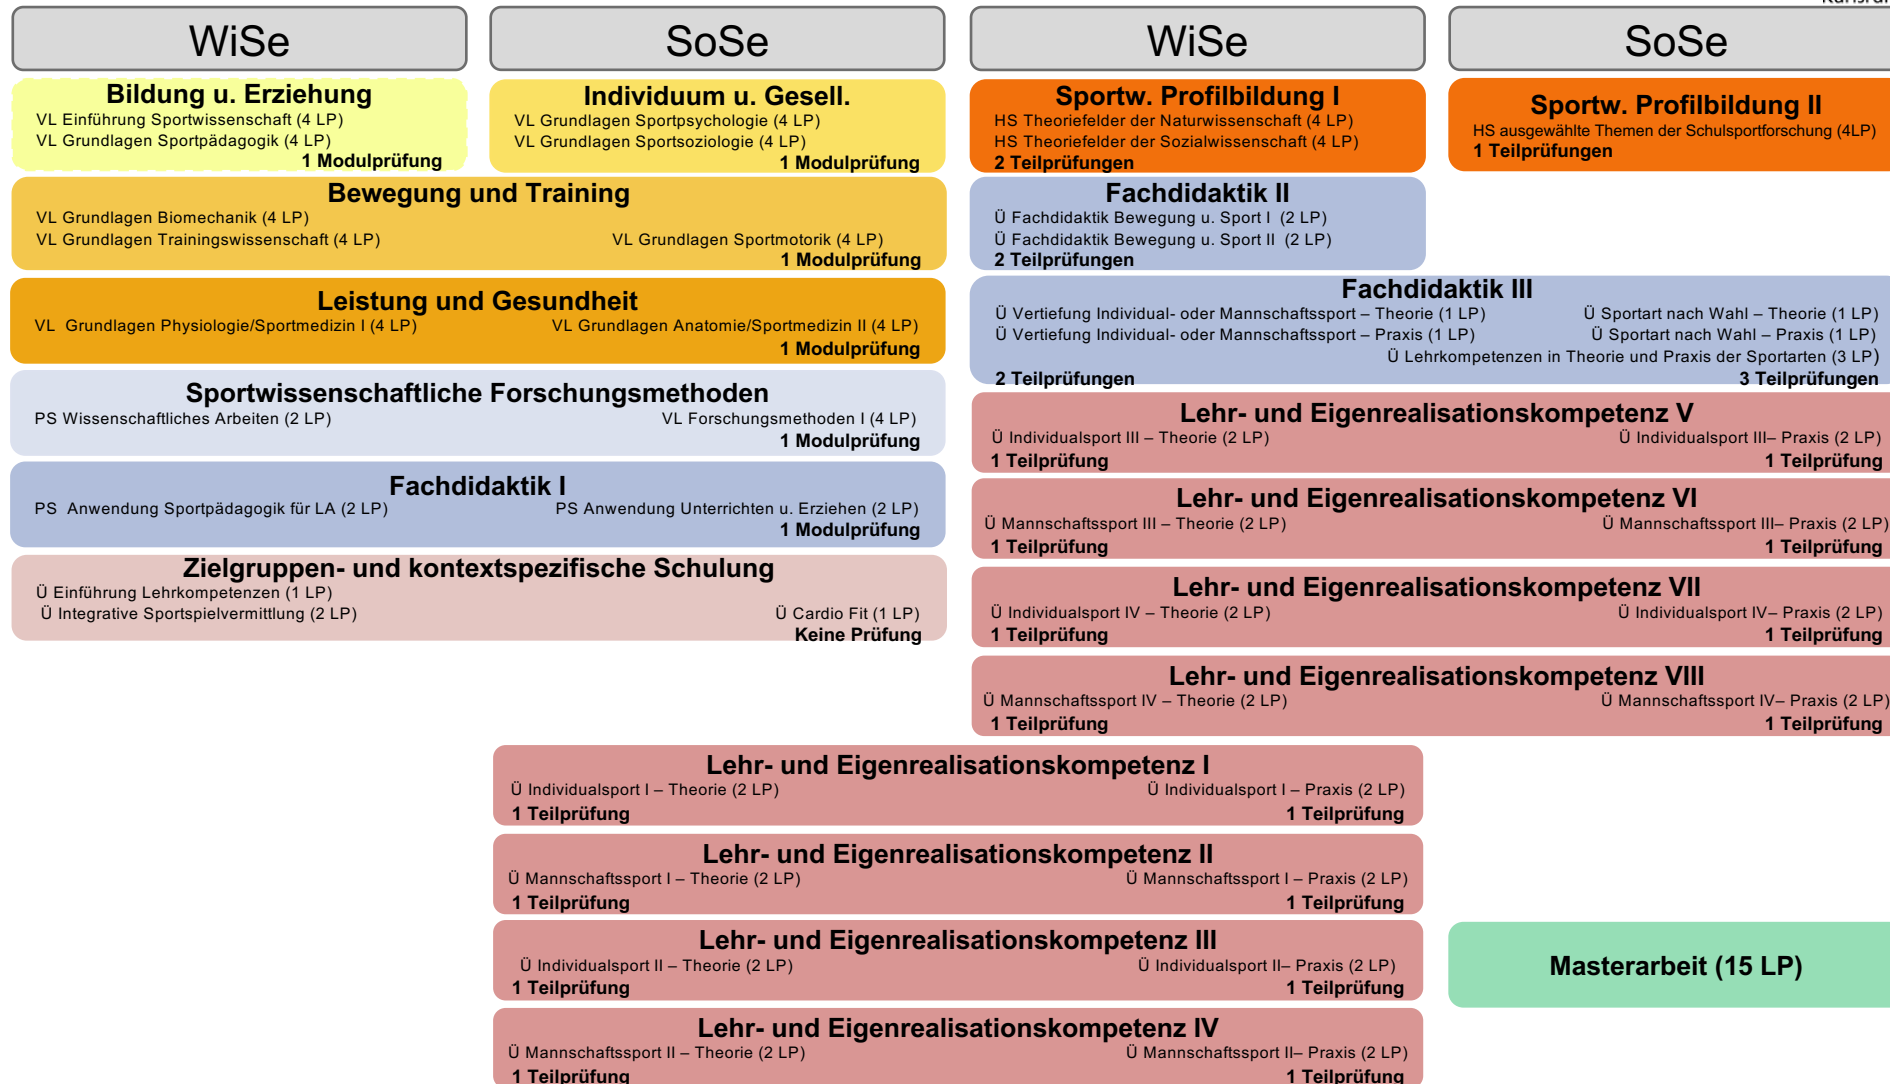 WiSe
SoSe
WiSe
SoSe
Bildung u. Erziehung
VL Einführung Sportwissenschaft (4 LP)
VL Grundlagen Sportpädagogik (4 LP)
1 Modulprüfung
Individuum u. Gesell.
VL Grundlagen Sportpsychologie (4 LP)
VL Grundlagen Sportsoziologie (4 LP)
1 Modulprüfung
Sportw. Profilbildung I
HS Theoriefelder der Naturwissenschaft (4 LP)
HS Theoriefelder der Sozialwissenschaft (4 LP)
2 Teilprüfungen
Sportw. Profilbildung II
HS ausgewählte Themen der Schulsportforschung (4LP)
1 Teilprüfungen
Bewegung und Training
VL Grundlagen Biomechanik (4 LP)
VL Grundlagen Trainingswissenschaft (4 LP)
VL Grundlagen Sportmotorik (4 LP)
1 Modulprüfung
Fachdidaktik II
Ü Fachdidaktik Bewegung u. Sport I (2 LP)
Ü Fachdidaktik Bewegung u. Sport II (2 LP)
2 Teilprüfungen
Leistung und Gesundheit
VL Grundlagen Physiologie/Sportmedizin I (4 LP)
VL Grundlagen Anatomie/Sportmedizin II (4 LP)
1 Modulprüfung
Fachdidaktik III
Ü Vertiefung Individual- oder Mannschaftssport – Theorie (1 LP)
Ü Sportart nach Wahl – Theorie (1 LP)
Ü Vertiefung Individual- oder Mannschaftssport – Praxis (1 LP)
Ü Sportart nach Wahl – Praxis (1 LP)
Ü Lehrkompetenzen in Theorie und Praxis der Sportarten (3 LP)
2 Teilprüfungen
3 Teilprüfungen
Sportwissenschaftliche Forschungsmethoden
PS Wissenschaftliches Arbeiten (2 LP)
VL Forschungsmethoden I (4 LP)
1 Modulprüfung
Lehr- und Eigenrealisationskompetenz V
Ü Individualsport III – Theorie (2 LP)
Ü Individualsport III– Praxis (2 LP)
1 Teilprüfung
1 Teilprüfung
Fachdidaktik I
PS Anwendung Sportpädagogik für LA (2 LP)
PS Anwendung Unterrichten u. Erziehen (2 LP)
1 Modulprüfung
Lehr- und Eigenrealisationskompetenz VI
Ü Mannschaftssport III – Theorie (2 LP)
Ü Mannschaftssport III– Praxis (2 LP)
1 Teilprüfung
1 Teilprüfung
Zielgruppen- und kontextspezifische Schulung
Ü Einführung Lehrkompetenzen (1 LP)
Ü Integrative Sportspielvermittlung (2 LP)
Ü Cardio Fit (1 LP)
Keine Prüfung
Lehr- und Eigenrealisationskompetenz VII
Ü Individualsport IV – Theorie (2 LP)
Ü Individualsport IV– Praxis (2 LP)
1 Teilprüfung
1 Teilprüfung
Lehr- und Eigenrealisationskompetenz VIII
Ü Mannschaftssport IV – Theorie (2 LP)
Ü Mannschaftssport IV– Praxis (2 LP)
1 Teilprüfung
1 Teilprüfung
Lehr- und Eigenrealisationskompetenz I
Ü Individualsport I – Theorie (2 LP)
Ü Individualsport I – Praxis (2 LP)
1 Teilprüfung
1 Teilprüfung
Lehr- und Eigenrealisationskompetenz II
Ü Mannschaftssport I – Theorie (2 LP)
Ü Mannschaftssport I – Praxis (2 LP)
1 Teilprüfung
1 Teilprüfung
Lehr- und Eigenrealisationskompetenz III
Ü Individualsport II – Theorie (2 LP)
Ü Individualsport II– Praxis (2 LP)
1 Teilprüfung
1 Teilprüfung
Masterarbeit (15 LP)
Lehr- und Eigenrealisationskompetenz IV
Ü Mannschaftssport II – Theorie (2 LP)
Ü Mannschaftssport II– Praxis (2 LP)
1 Teilprüfung
1 Teilprüfung